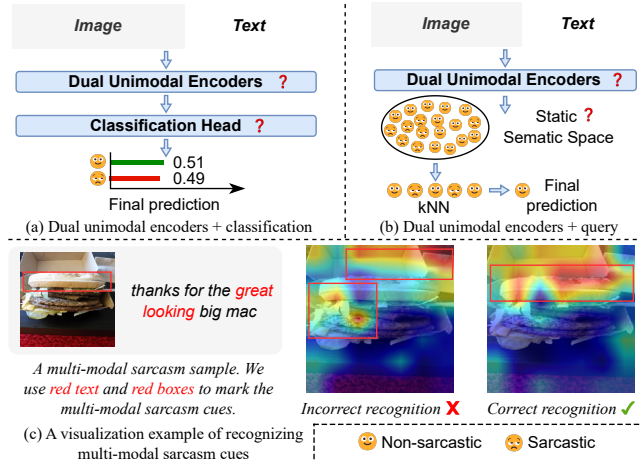 Image Text
Dual Unimodal Encoders ?
Classification Head ?
0.51
0.49
Final prediction
(a) Dual unimodal encoders + classification
Image Text
Dual Unimodal Encoders ?
Static ?
Sematic Space
kNN
Final
prediction
(b) Dual unimodal encoders + query
thanks for the great
looking big mac
A multi-modal sarcasm sample. We
use red text and red boxes to mark the
multi-modal sarcasm cues.
Incorrect recognition X
Correct recognition ✓
(c) A visualization example of recognizing
multi-modal sarcasm cues
Non-sarcastic
Sarcastic